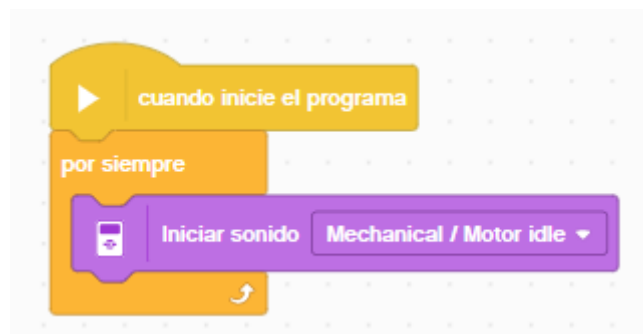 cuando inicie el programa
por siempre
Iniciar sonido Mechanical / Motor idle